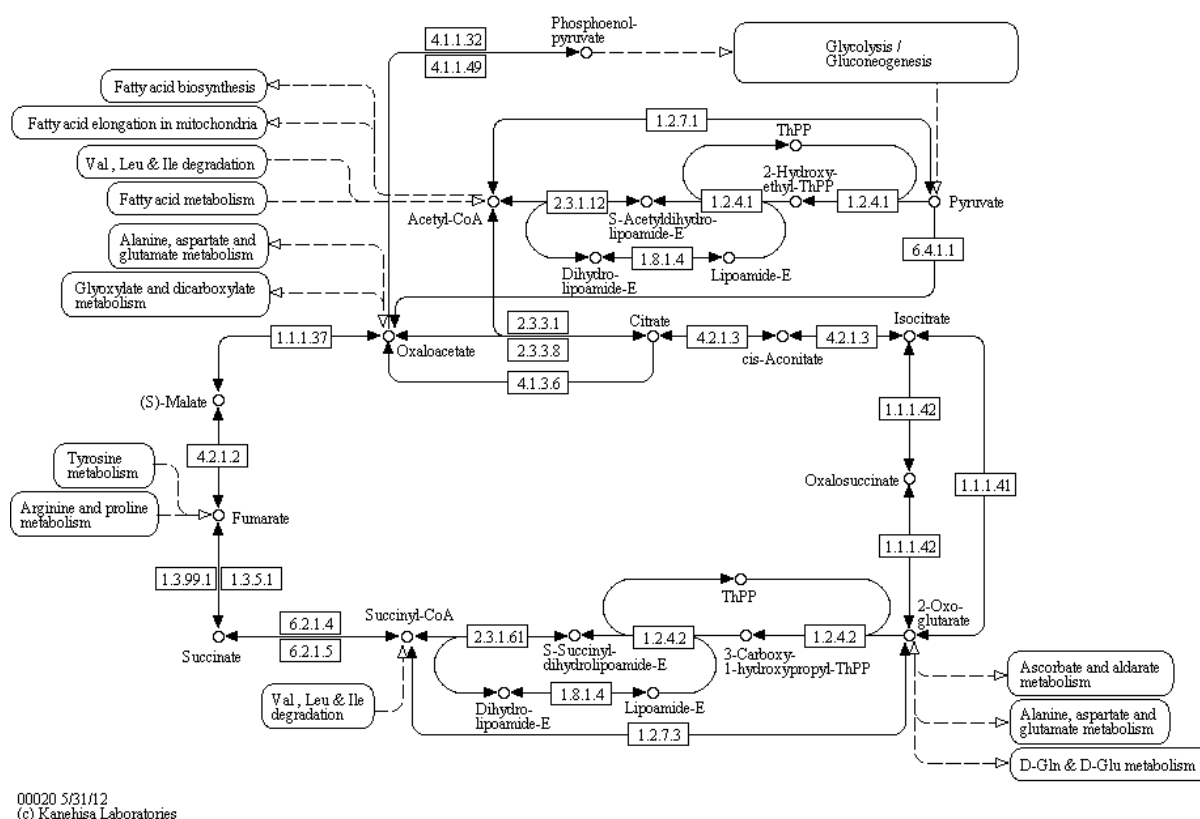 Phosphoenol-
pyruvate
4.1.1.32
4.1.1.49
Glycolysis /
Gluconeogenesis
Fatty acid biosynthesis
Fatty acid elongation in mitochondria
Val , Leu & Ile degradation
Fatty acid metabolism
Alanine, aspartate and
glutamate metabolism
Glyoxylate and dicarboxylate
metabolism
1.2.7.1
ThPP
2-Hydroxy-
ethyl-ThPP
Acetyl-CoA
2.3.1.12
S-Acetyldihydro-
lipoamide-E
1.2.4.1
1.2.4.1
Pyruvate
Dihydro-
lipoamide-E
1.8.1.4
Lipoamide-E
6.4.1.1
1.1.1.37
Oxaloacetate
2.3.3.1
2.3.3.8
4.1.3.6
Citrate
4.2.1.3
cis-Aconitate
4.2.1.3
Isocitrate
(S)-Malate
1.1.1.42
4.2.1.2
Tyrosine
metabolism
Arginine and proline
metabolism
Fumarate
Oxalosuccinate
1.1.1.41
1.1.1.42
1.3.99.1
1.3.5.1
ThPP
2-Oxo-
glutarate
Succinate
6.2.1.4
6.2.1.5
Succinyl-CoA
2.3.1.61
S-Succinyl-
dihydrolipoamide-E
1.2.4.2
3-Carboxy-
1-hydroxypropyl-ThPP
1.2.4.2
Val , Leu & Ile
degradation
Dihydro-
lipoamide-E
1.8.1.4
Lipoamide-E
1.2.7.3
Ascorbate and aldarate
metabolism
Alanine, aspartate and
glutamate metabolism
D-Gln & D-Glu metabolism
00020 5/31/12
(c) Kanehisa Laboratories